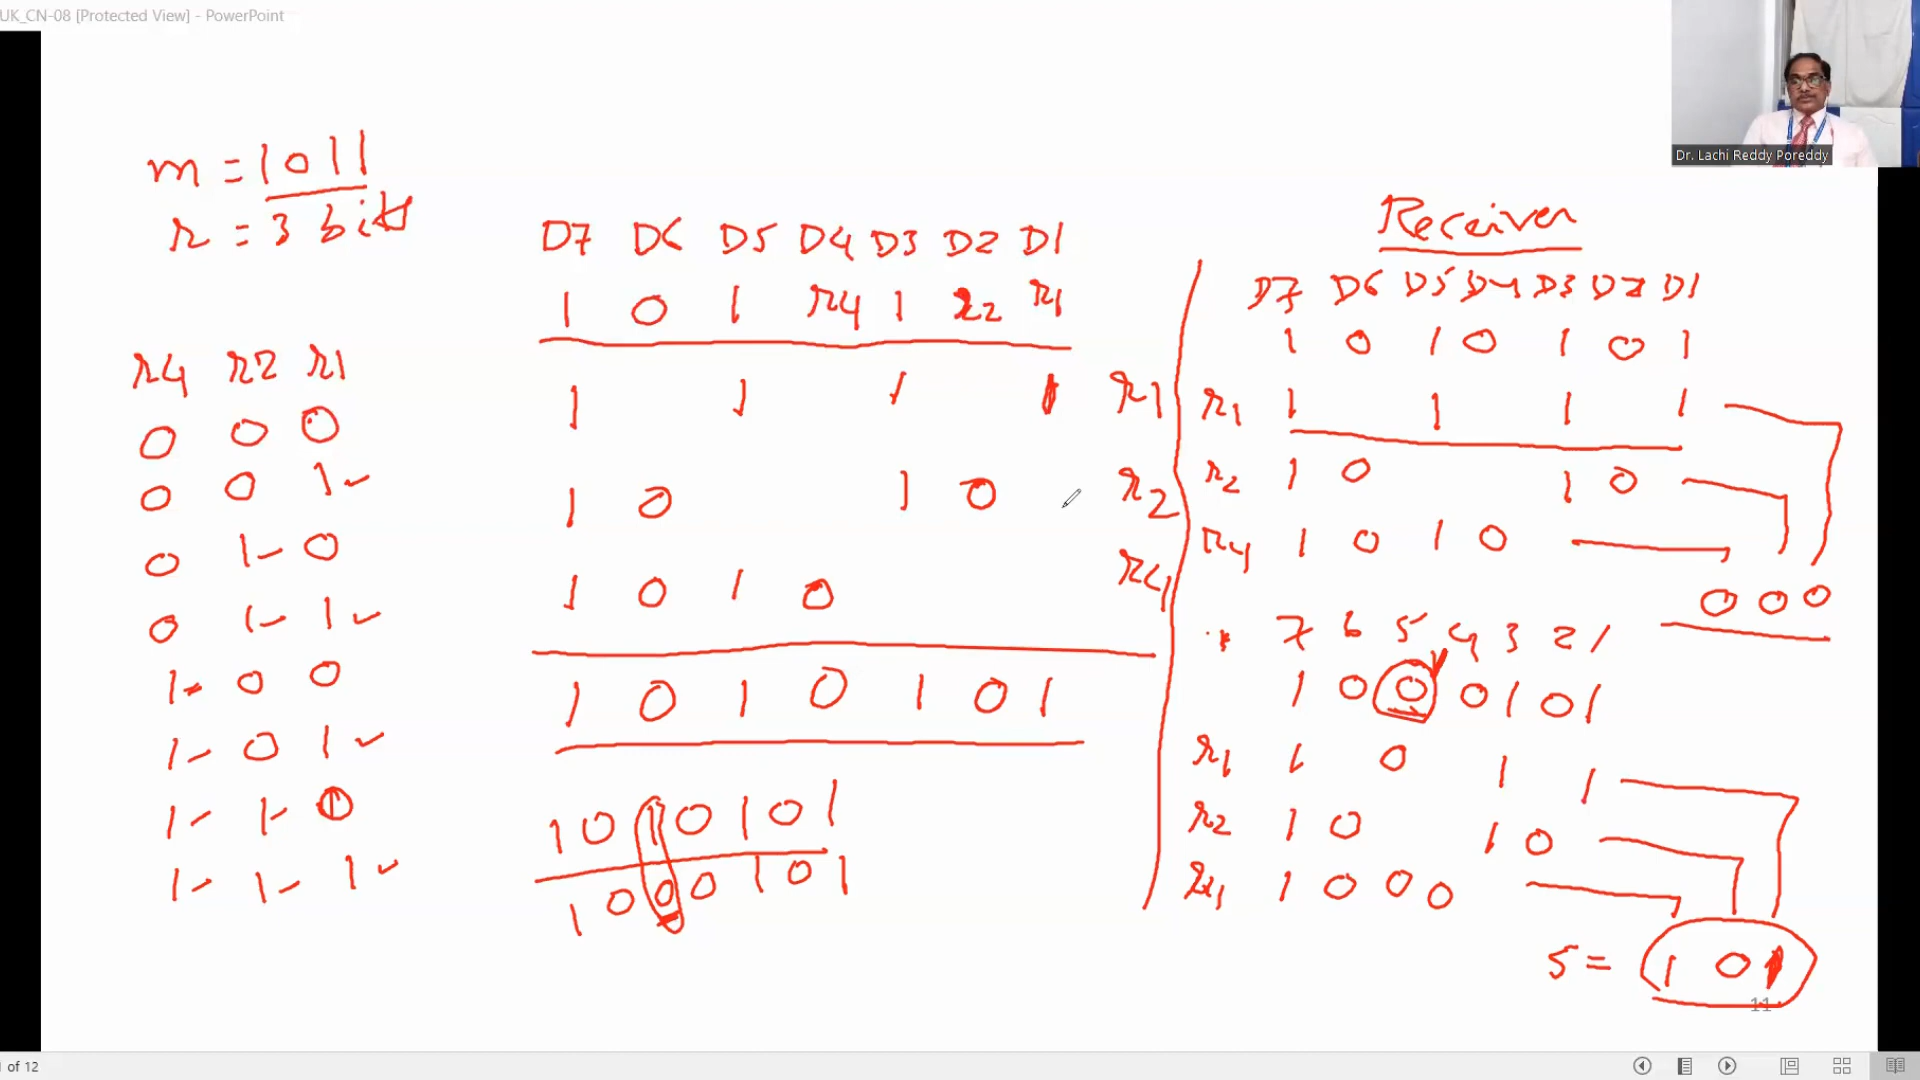 UK_CN-08 [Protected View] - PowerPoint
Dr. Lachi Reddy Poreddy
m = 1011
r = 3 bits
r4 r2 r1
0 0 0
0 0 1
0 1 0
0 1 1
1 0 0
1 0 1
1 1 0
1 1 1
D7 D6 D5 D4 D3 D2 D1
1 0 1 r4 1 r2 r1
1 1 1 1 r1
1 0 1 0 r2
1 0 1 0 r4
1 0 1 0 1 0 1
1 0 1 0 1 0 1
1 0 0 0 1 0 1
Receiver
D7 D6 D5 D4 D3 D2 D1
1 0 1 0 1 0 1
r1 1 1 1 1
r2 1 0 1 0
r4 1 0 1 0
0 0 0
7 6 5 4 3 2 1
1 0 0 0 1 0 1
r1 1 0 1 1
r2 1 0 1 0
r4 1 0 0 0
5 = 1 0 1
11
of 12